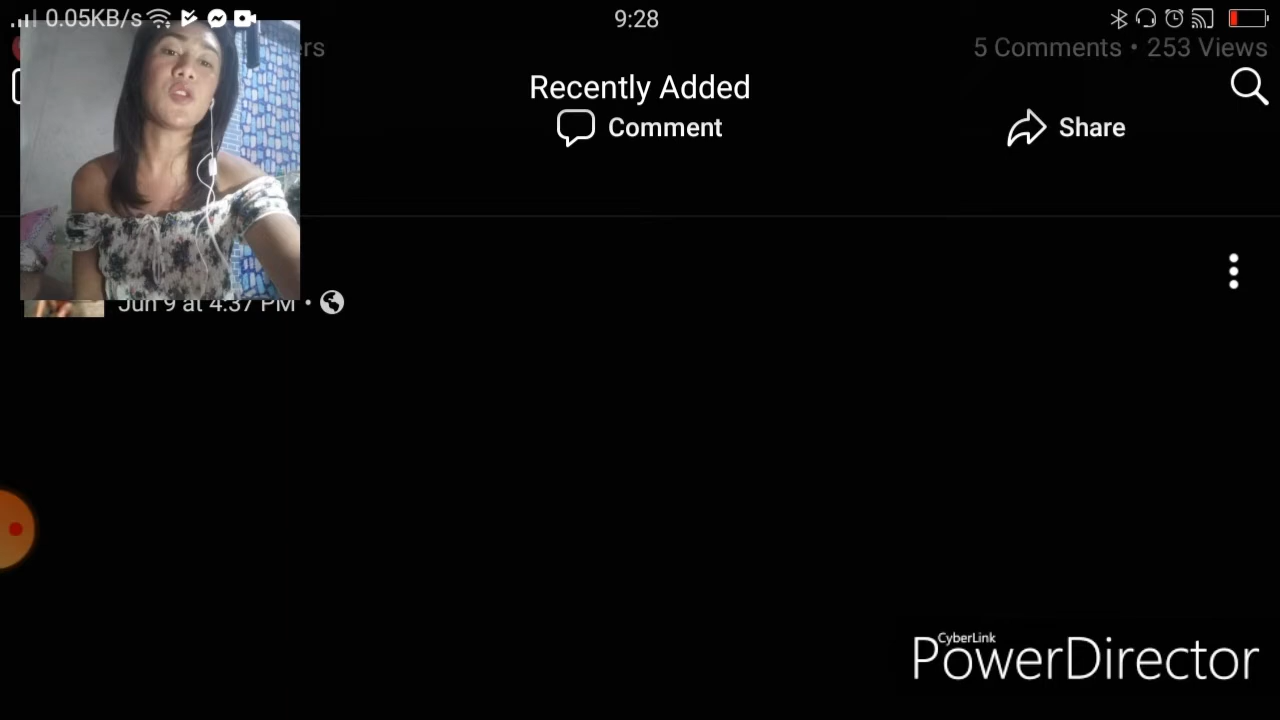 0.05KB/s
9:28
rs
5 Comments • 253 Views
Recently Added
Comment
Share
Jun 9 at 4:37 PM •
CyberLink
PowerDirector